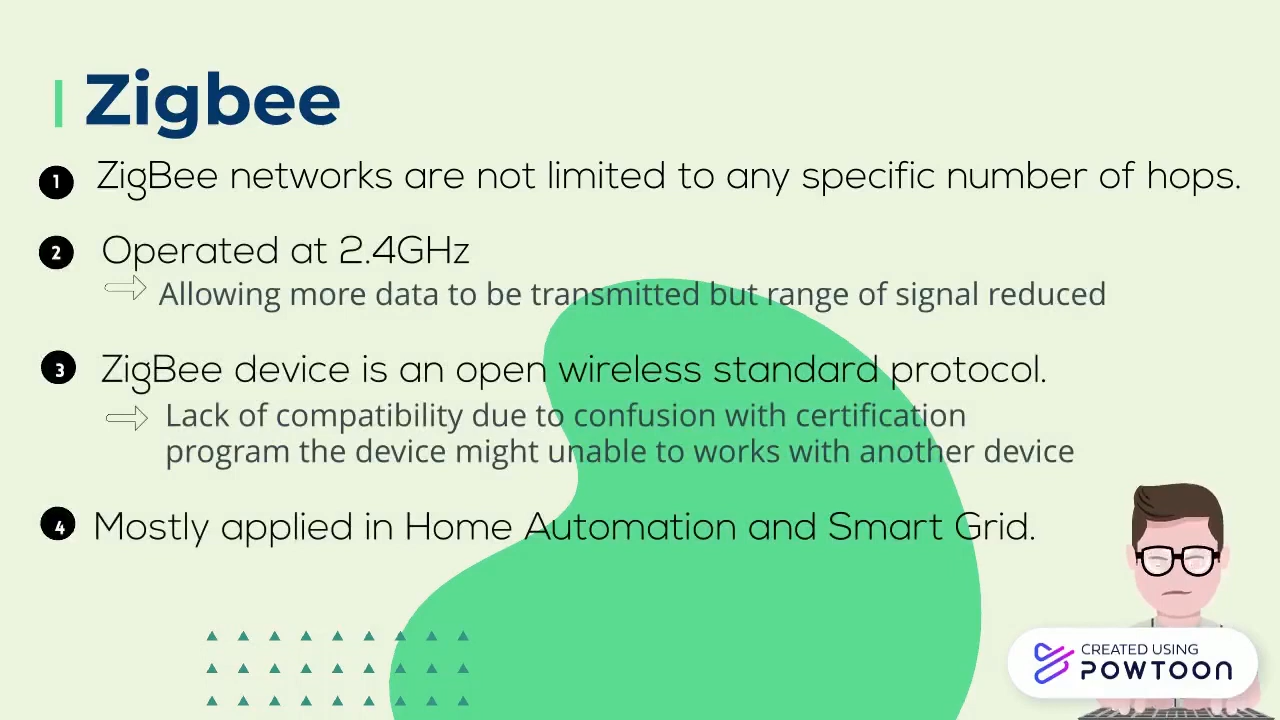 Zigbee
1 ZigBee networks are not limited to any specific number of hops.
2 Operated at 2.4GHz
Allowing more data to be transmitted but range of signal reduced
3 ZigBee device is an open wireless standard protocol.
Lack of compatibility due to confusion with certification
program the device might unable to works with another device
4 Mostly applied in Home Automation and Smart Grid.
CREATED USING
POWTOON